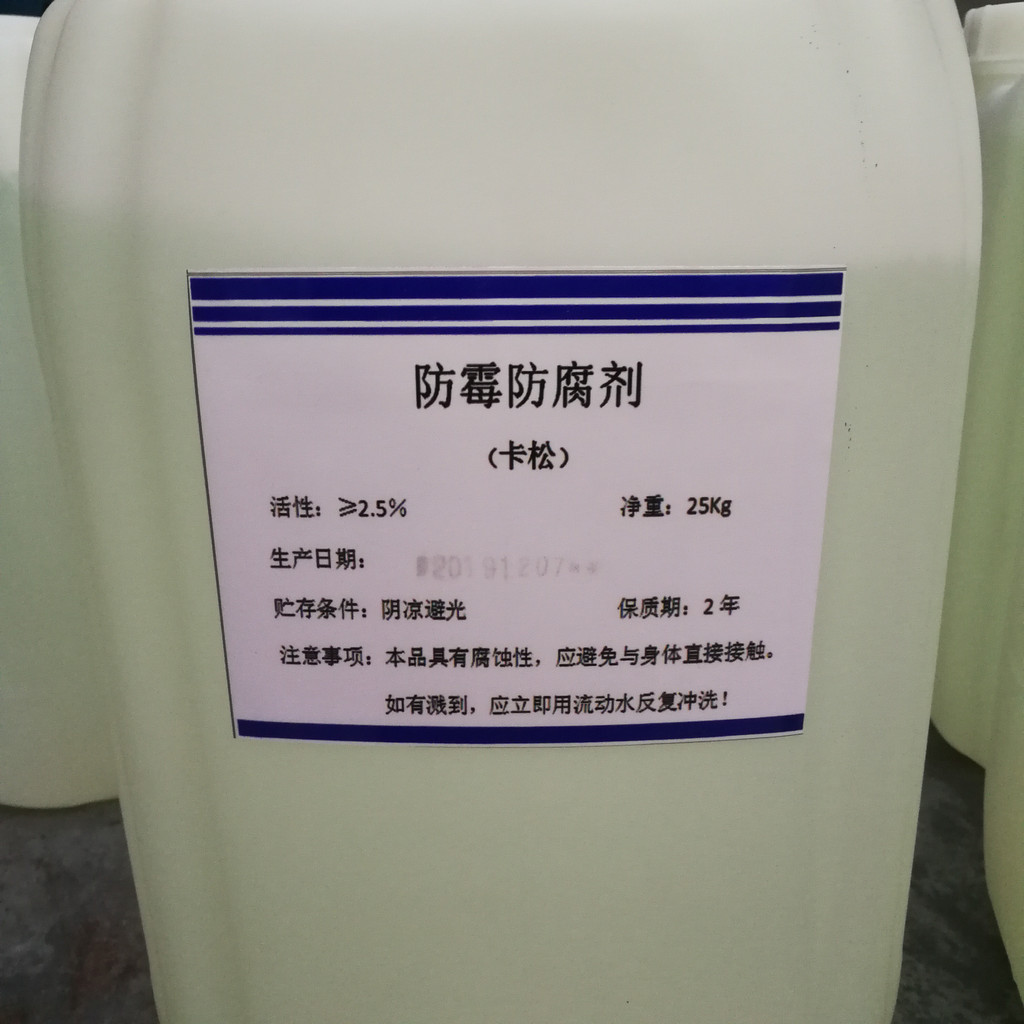 防霉防腐剂
（卡松）
活性：≥2.5% 净重：25Kg
生产日期： 20191207**
贮存条件：阴凉避光 保质期：2年
注意事项：本品具有腐蚀性，应避免与身体直接接触。
如有溅到，应立即用流动水反复冲洗！